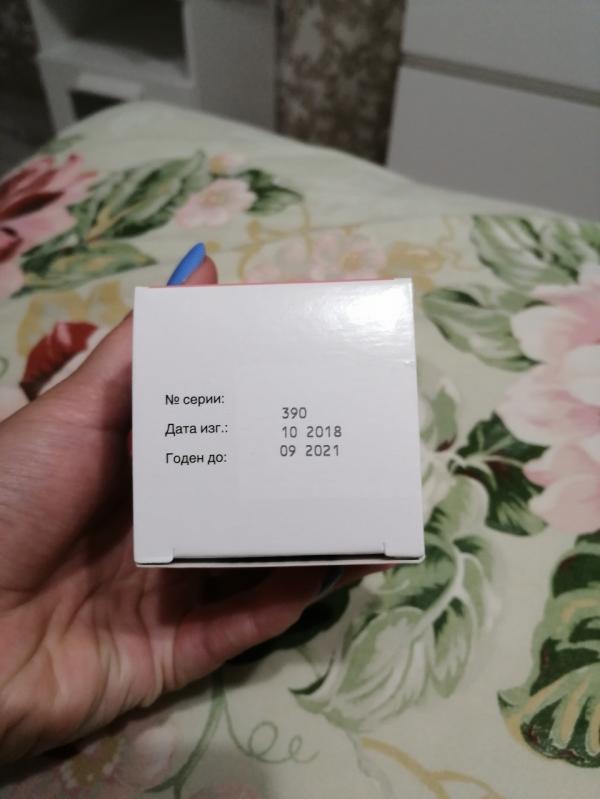 № серии: 390
Дата изг.: 10 2018
Годен до: 09 2021